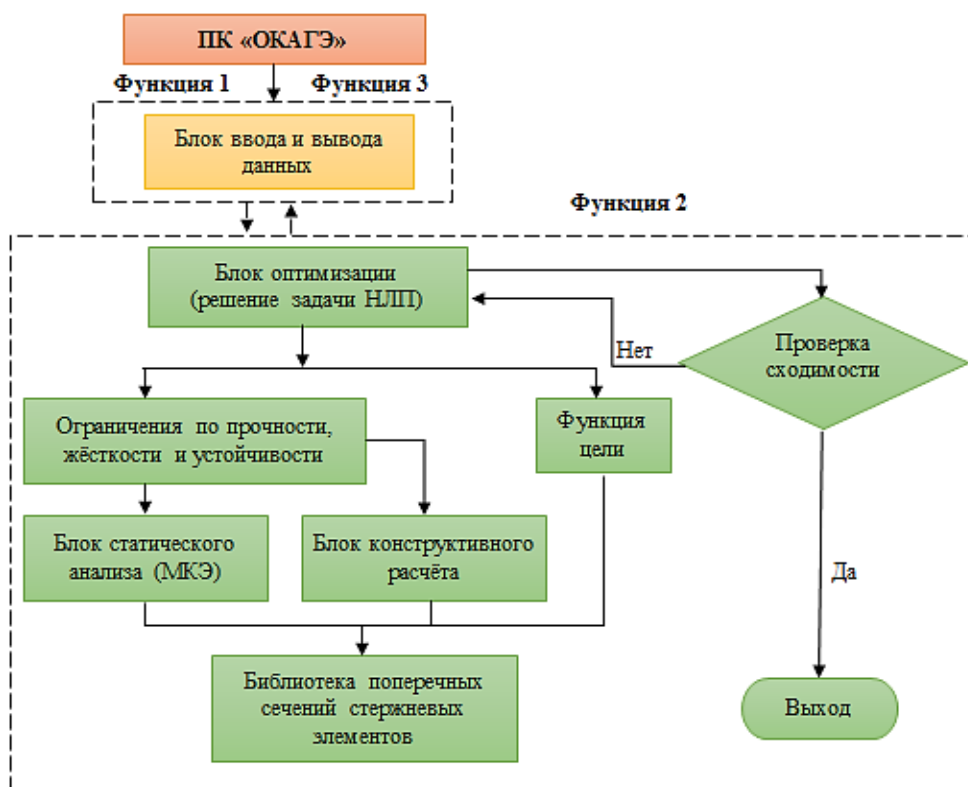 ПК «ОКАГЭ»
Функция 1
Функция 3
Блок ввода и вывода
данных
Функция 2
Блок оптимизации
(решение задачи НЛП)
Нет
Проверка
сходимости
Ограничения по прочности,
жёсткости и устойчивости
Функция
цели
Блок статического
анализа (МКЭ)
Блок конструктивного
расчёта
Да
Библиотека поперечных
сечений стержневых
элементов
Выход